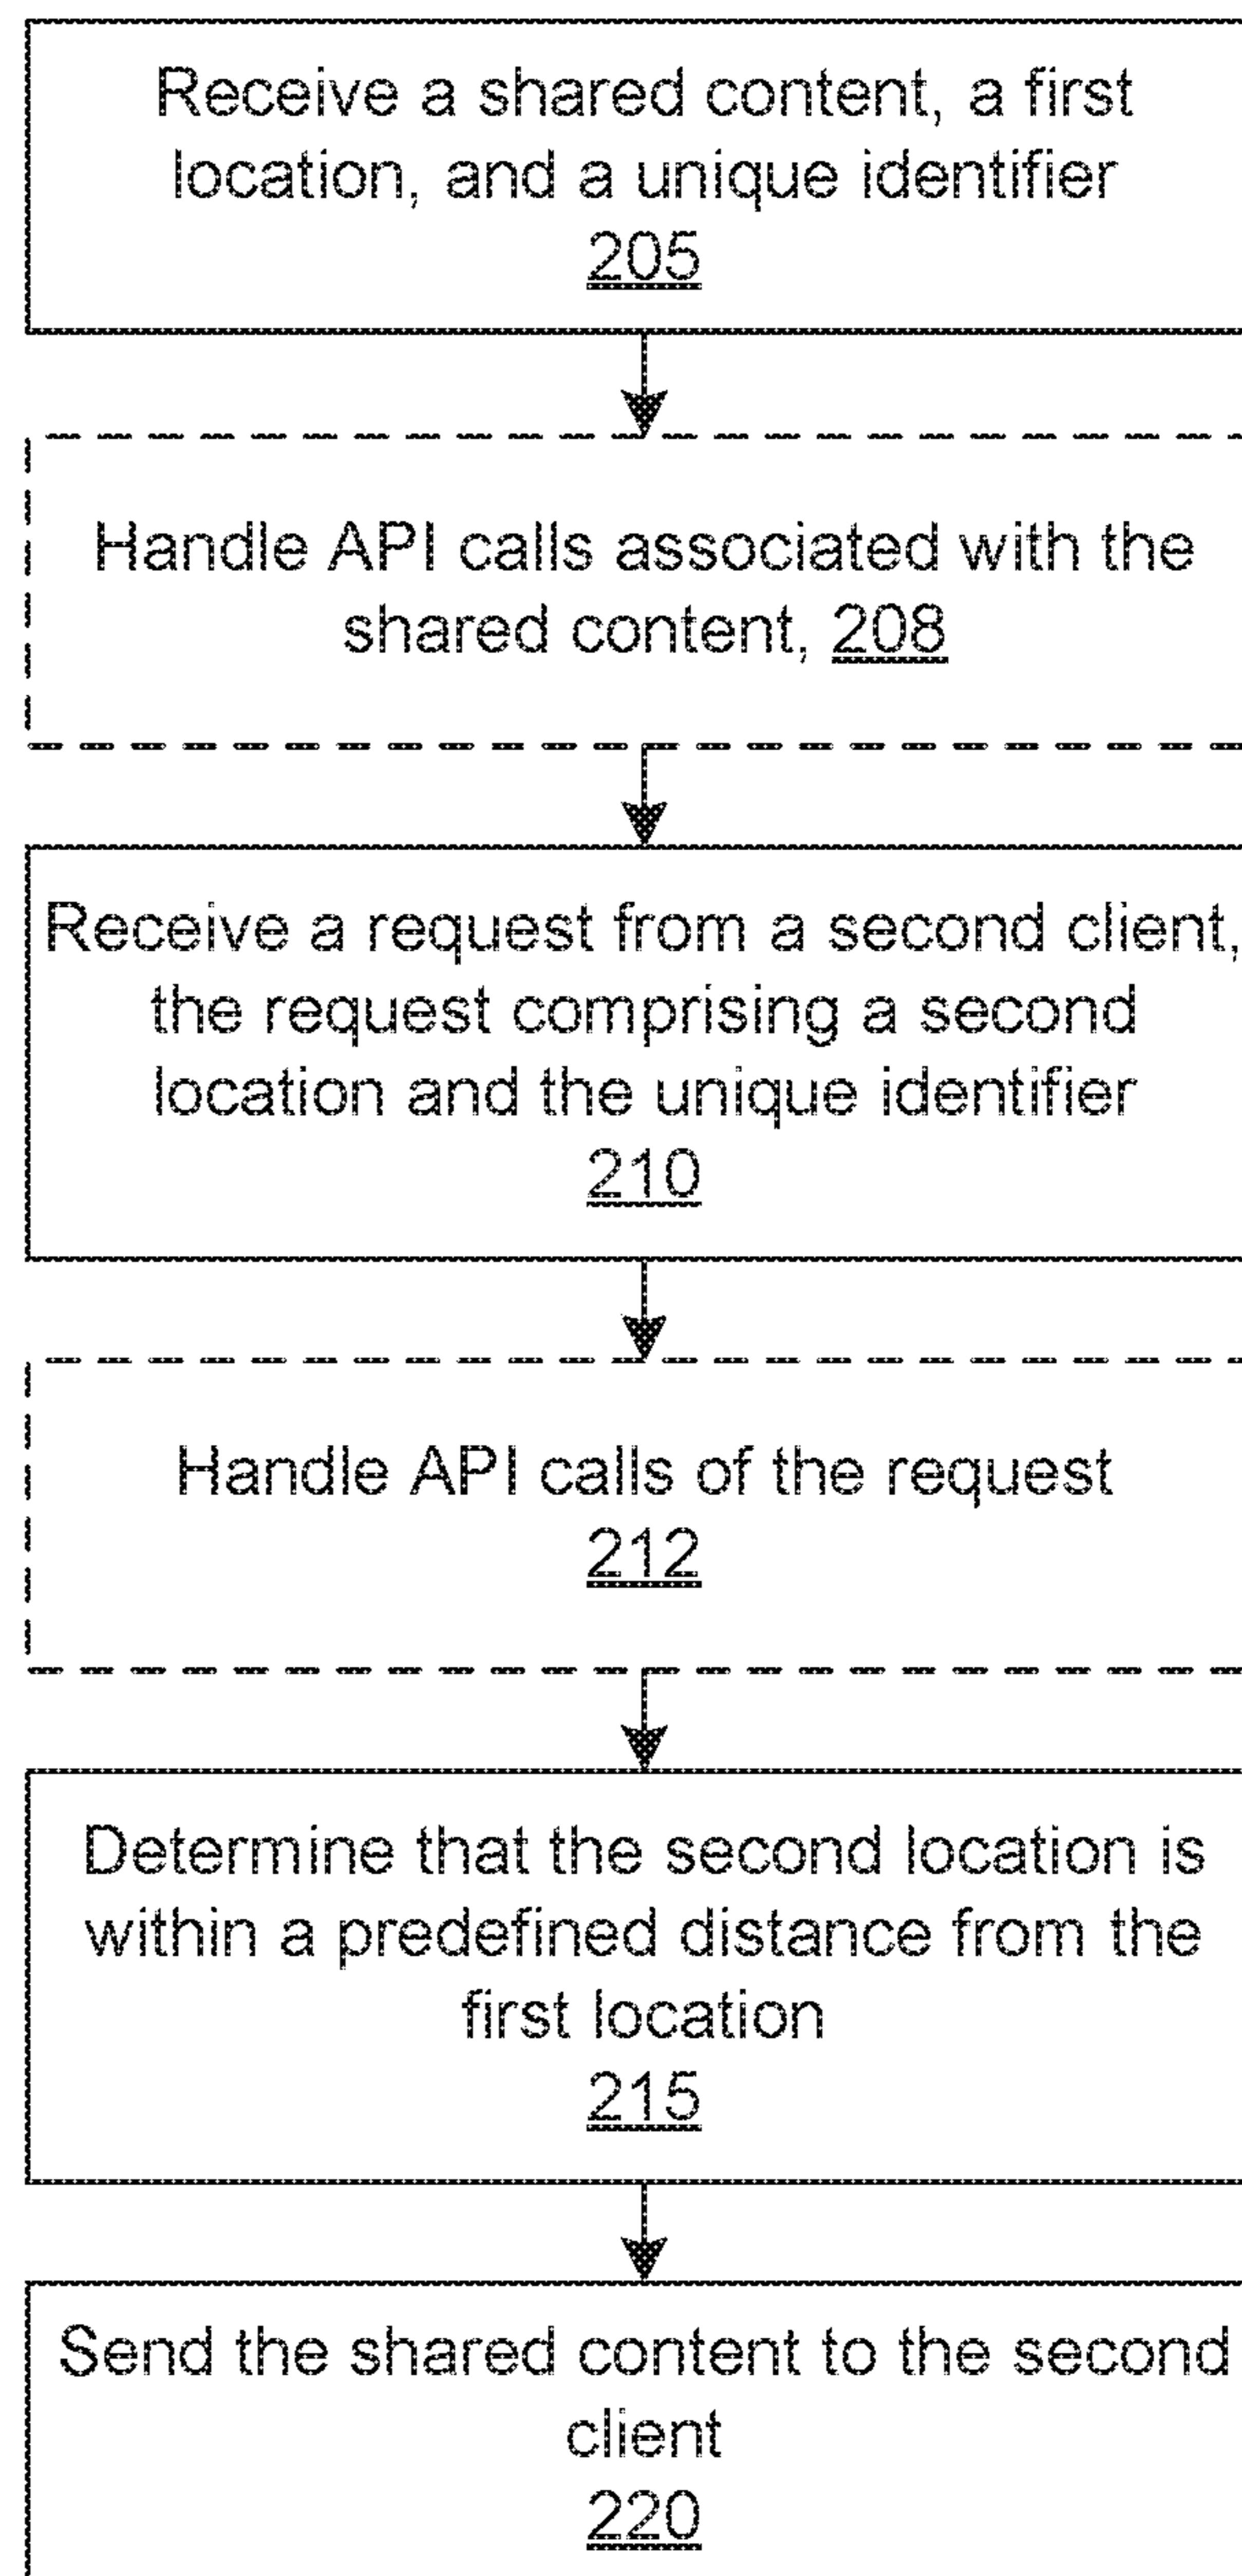 Receive a shared content, a first
location, and a unique identifier
205
Handle API calls associated with the
shared content, 208
Receive a request from a second client,
the request comprising a second
location and the unique identifier
210
Handle API calls of the request
212
Determine that the second location is
within a predefined distance from the
first location
215
Send the shared content to the second
client
220